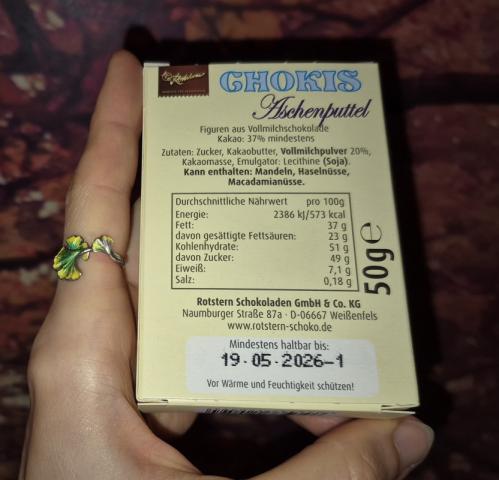 Rotstern
CHOKIS
Aschenputtel
Figuren aus Vollmilchschokolade
Kakao: 37% mindestens
Zutaten: Zucker, Kakaobutter, Vollmilchpulver 20%,
Kakaomasse, Emulgator: Lecithine (Soja).
Kann enthalten: Mandeln, Haselnüsse,
Macadamianüsse.
Durchschnittliche Nährwert pro 100g
Energie: 2386 kJ/573 kcal
Fett: 37 g
davon gesättigte Fettsäuren: 23 g
Kohlenhydrate: 51 g
davon Zucker: 49 g
Eiweiß: 7,1 g
Salz: 0,18 g
50g e
Rotstern Schokoladen GmbH & Co. KG
Naumburger Straße 87a · D-06667 Weißenfels
www.rotstern-schoko.de
Mindestens haltbar bis:
19.05.2026-1
Vor Wärme und Feuchtigkeit schützen!